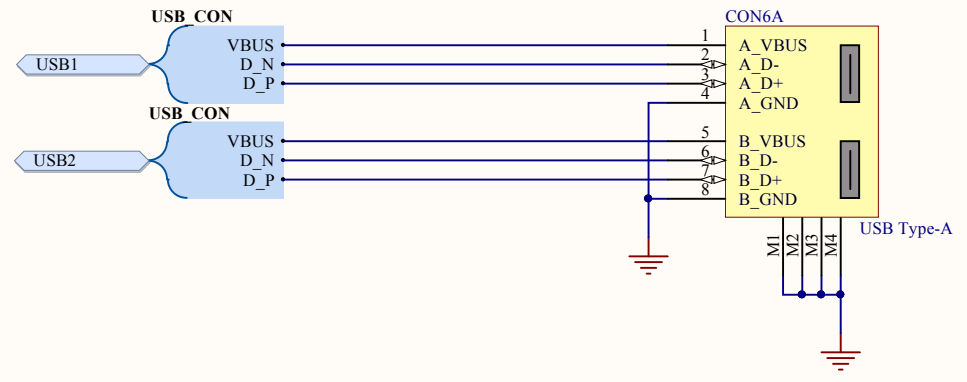 USB_CON
CON6A
USB1
VBUS
D_N
D_P
1
2
3
4
A_VBUS
A_D-
A_D+
A_GND
USB_CON
USB2
VBUS
D_N
D_P
5
6
7
8
B_VBUS
B_D-
B_D+
B_GND
USB Type-A
M1
M2
M3
M4